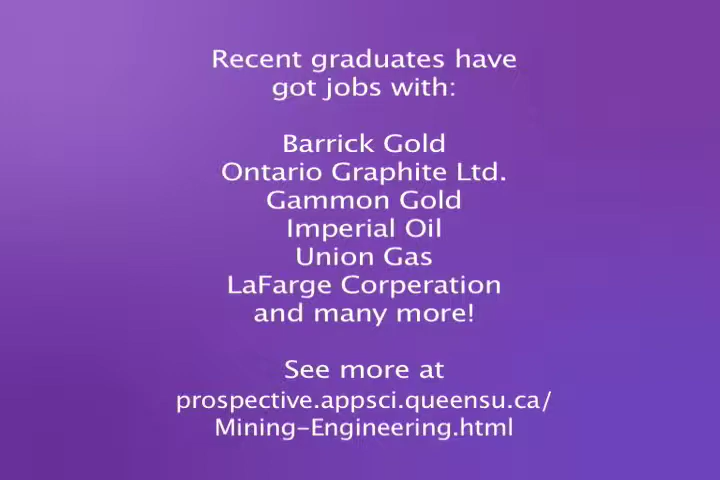 Recent graduates have
got jobs with:
Barrick Gold
Ontario Graphite Ltd.
Gammon Gold
Imperial Oil
Union Gas
LaFarge Corperation
and many more!
See more at
prospective.appsci.queensu.ca/
Mining-Engineering.html